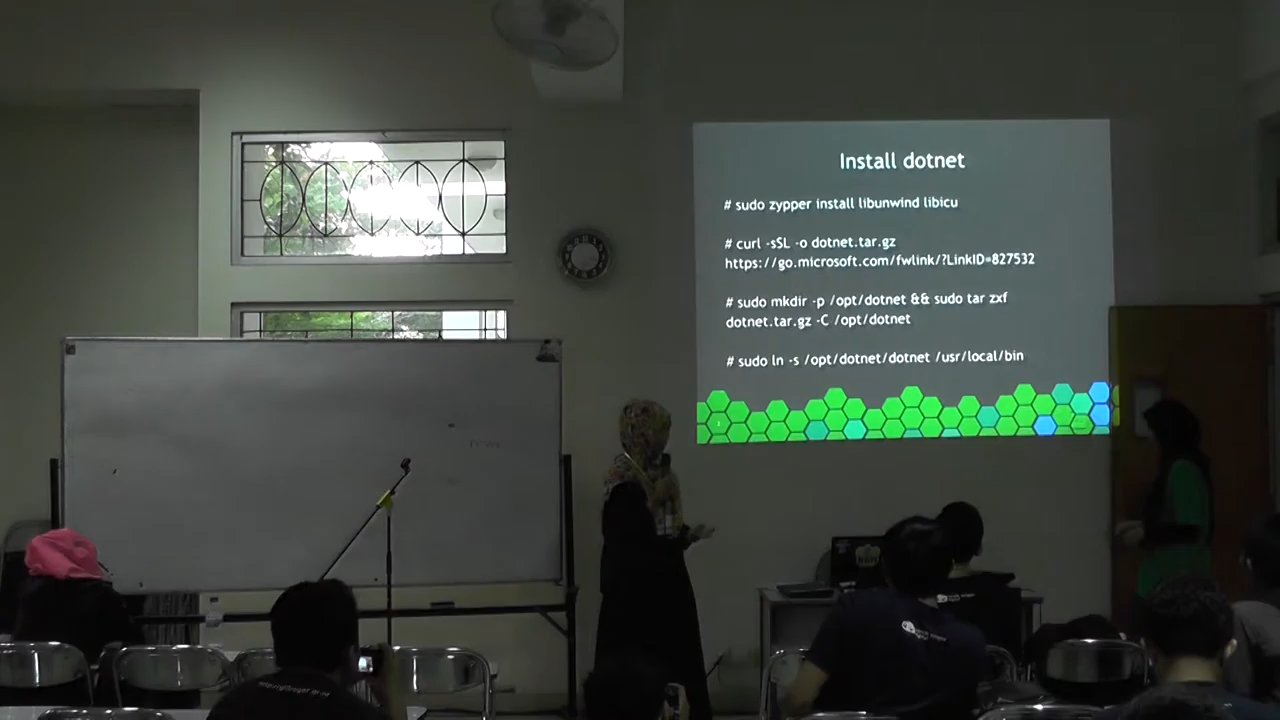 Install dotnet
# sudo zypper install libunwind libicu
# curl -sSL -o dotnet.tar.gz
https://go.microsoft.com/fwlink/?LinkID=827532
# sudo mkdir -p /opt/dotnet && sudo tar zxf
dotnet.tar.gz -C /opt/dotnet
# sudo ln -s /opt/dotnet/dotnet /usr/local/bin